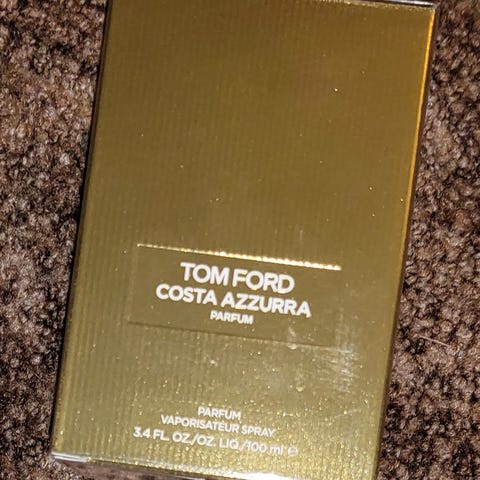 TOM FORD
COSTA AZZURRA
PARFUM
PARFUM
VAPORISATEUR SPRAY
3.4 FL. OZ./OZ. LIQ./100 ml ℮